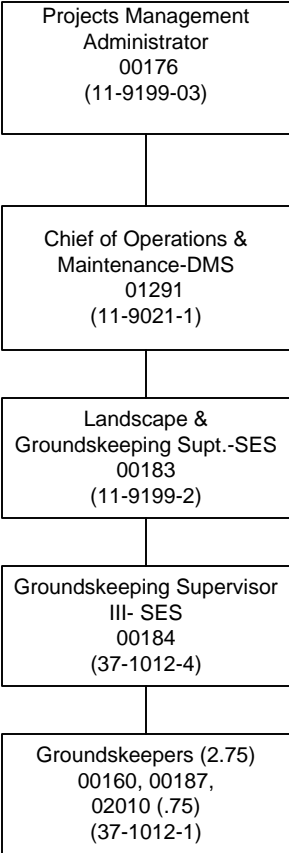 Projects Management
Administrator
00176
(11-9199-03)
Chief of Operations &
Maintenance-DMS
01291
(11-9021-1)
Landscape &
Groundskeeping Supt.-SES
00183
(11-9199-2)
Groundskeeping Supervisor
III- SES
00184
(37-1012-4)
Groundskeepers (2.75)
00160, 00187,
02010 (.75)
(37-1012-1)